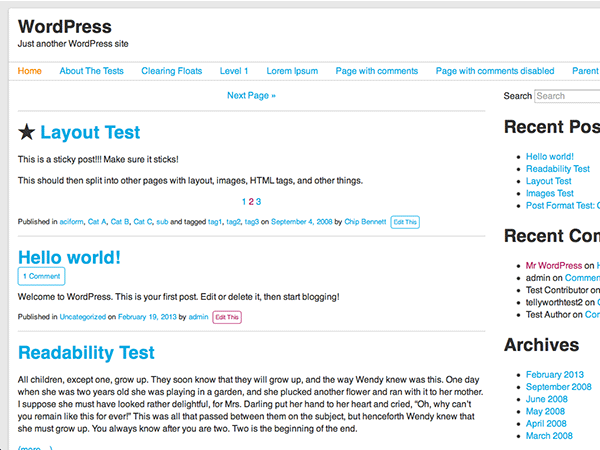 WordPress
Just another WordPress site
Home About The Tests Clearing Floats Level 1 Lorem Ipsum Page with comments Page with comments disabled Parent
Next Page »
★ Layout Test
This is a sticky post!!! Make sure it sticks!
This should then split into other pages with layout, images, HTML tags, and other things.
1 2 3
Published in aciform, Cat A, Cat B, Cat C, sub and tagged tag1, tag2, tag3 on September 4, 2008 by Chip Bennett Edit This
Hello world!
1 Comment
Welcome to WordPress. This is your first post. Edit or delete it, then start blogging!
Published in Uncategorized on February 19, 2013 by admin Edit This
Readability Test
All children, except one, grow up. They soon know that they will grow up, and the way Wendy knew was this. One day
when she was two years old she was playing in a garden, and she plucked another flower and ran with it to her mother.
I suppose she must have looked rather delightful, for Mrs. Darling put her hand to her heart and cried, “Oh, why can't
you remain like this for ever!” This was all that passed between them on the subject, but henceforth Wendy knew that
she must grow up. You always know after you are two. Two is the beginning of the end.
(more…)
Search Search
Recent Pos
Hello world!
Readability Test
Layout Test
Images Test
Post Format Test: G
Recent Com
Mr WordPress on H
admin on Commen
Test Contributor on
tellyworthtest2 on
Test Author on Co
Archives
February 2013
September 2008
June 2008
May 2008
April 2008
March 2008